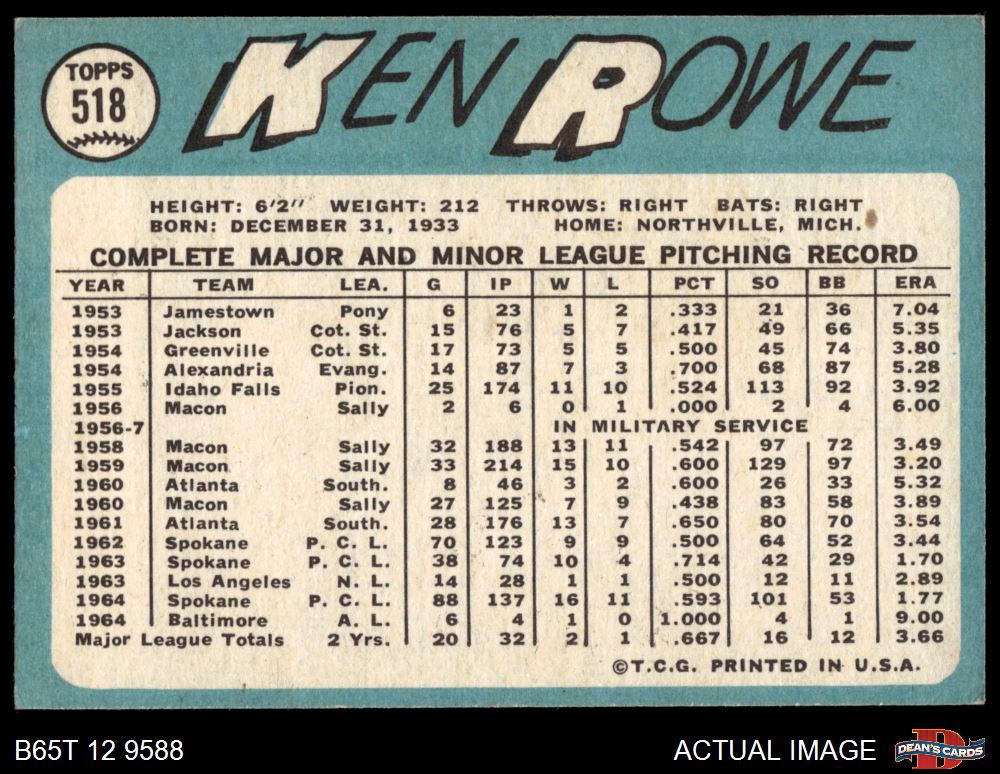 TOPPS
518
KEN ROWE
HEIGHT: 6'2" WEIGHT: 212 THROWS: RIGHT BATS: RIGHT
BORN: DECEMBER 31, 1933 HOME: NORTHVILLE, MICH.
COMPLETE MAJOR AND MINOR LEAGUE PITCHING RECORD
YEAR TEAM LEA. G IP W L PCT SO BB ERA
1953 Jamestown Pony 6 23 1 2 .333 21 36 7.04
1953 Jackson Cot. St. 15 76 5 7 .417 49 66 5.35
1954 Greenville Cot. St. 17 73 5 5 .500 45 74 3.80
1954 Alexandria Evang. 14 87 7 3 .700 68 87 5.28
1955 Idaho Falls Pion. 25 174 11 10 .524 113 92 3.92
1956 Macon Sally 2 6 0 1 .000 2 4 6.00
1956-7 IN MILITARY SERVICE
1958 Macon Sally 32 188 13 11 .542 97 72 3.49
1959 Macon Sally 33 214 15 10 .600 129 97 3.20
1960 Atlanta South. 8 46 3 2 .600 26 33 5.32
1960 Macon Sally 27 125 7 9 .438 83 58 3.89
1961 Atlanta South. 28 176 13 7 .650 80 70 3.54
1962 Spokane P. C. L. 70 123 9 9 .500 64 52 3.44
1963 Spokane P. C. L. 38 74 10 4 .714 42 29 1.70
1963 Los Angeles N. L. 14 28 1 1 .500 12 11 2.89
1964 Spokane P. C. L. 88 137 16 11 .593 101 53 1.77
1964 Baltimore A. L. 6 4 1 0 1.000 4 1 9.00
Major League Totals 2 Yrs. 20 32 2 1 .667 16 12 3.66
©T.C.G. PRINTED IN U.S.A.
B65T 12 9588 ACTUAL IMAGE DEAN'S CARDS